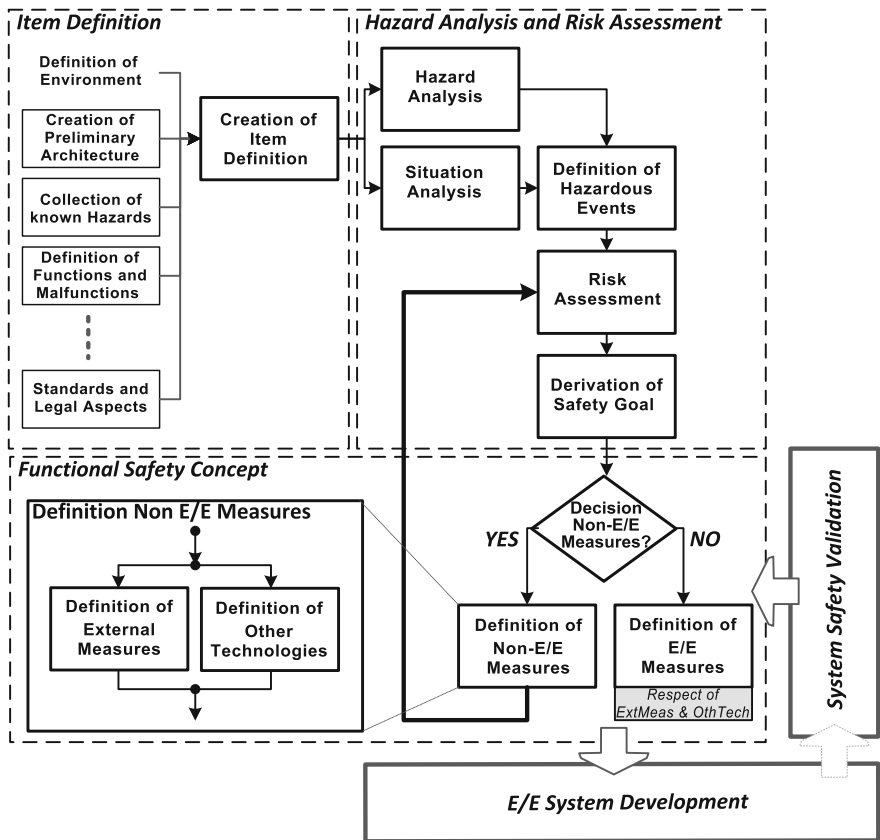 Item Definition
Definition of
Environment
Creation of
Preliminary
Architecture
Collection of
known Hazards
Definition of
Functions and
Malfunctions
Standards and
Legal Aspects
Creation of
Item
Definition
Hazard Analysis and Risk Assessment
Hazard
Analysis
Situation
Analysis
Definition of
Hazardous
Events
Risk
Assessment
Derivation of
Safety Goal
Functional Safety Concept
Definition Non E/E Measures
Definition of
External
Measures
Definition of
Other
Technologies
Decision
Non-E/E
Measures?
YES
NO
Definition of
Non-E/E
Measures
Definition of
E/E
Measures
Respect of
ExtMeas & OthTech
System Safety Validation
E/E System Development